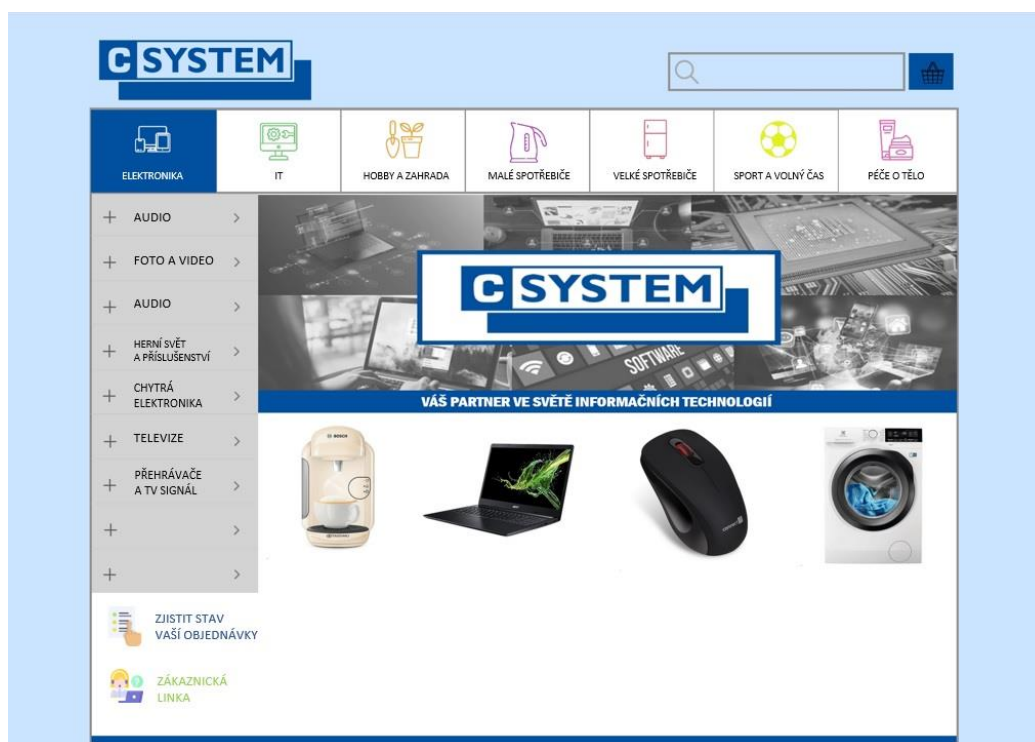 C SYSTEM
ELEKTRONIKA
IT
HOBBY A ZAHRADA
MALÉ SPOTŘEBIČE
VELKÉ SPOTŘEBIČE
SPORT A VOLNÝ ČAS
PÉČE O TĚLO
AUDIO
FOTO A VIDEO
AUDIO
HERNÍ SVĚT
A PŘÍSLUŠENSTVÍ
CHYTRÁ
ELEKTRONIKA
TELEVIZE
PŘEHRÁVAČE
A TV SIGNÁL
C SYSTEM
SOFTWARE
VÁŠ PARTNER VE SVĚTĚ INFORMAČNÍCH TECHNOLOGIÍ
BOSCH
acer
ZJISTIT STAV
VAŠÍ OBJEDNÁVKY
ZÁKAZNICKÁ
LINKA